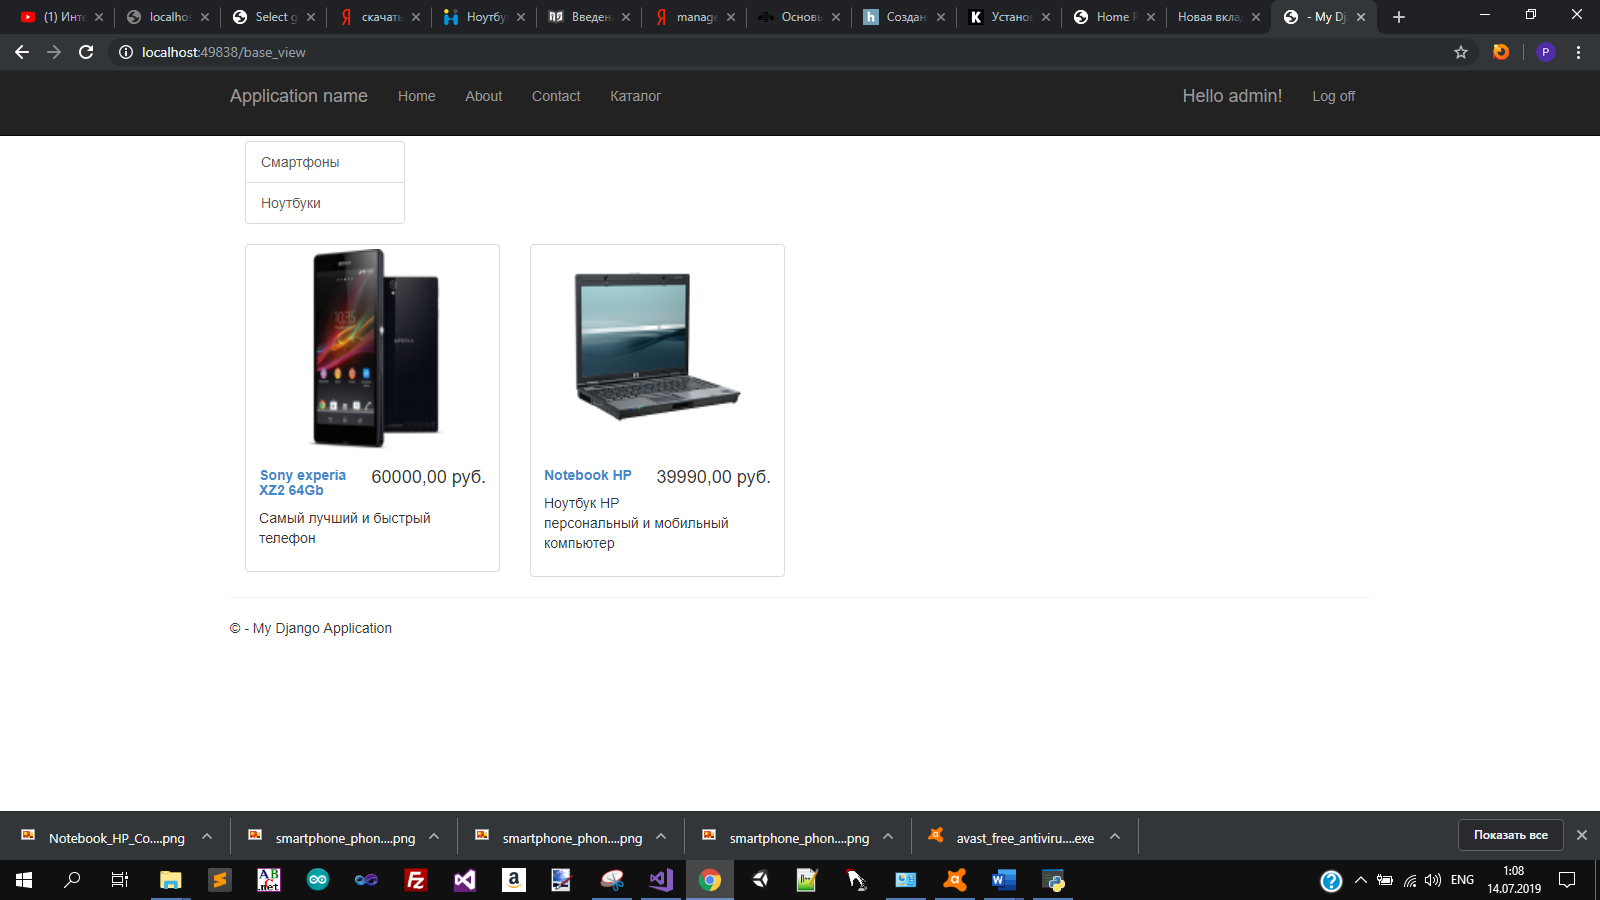 (1) Инте
localhos
Select g
скачать
Ноутбу
Введен
manage
Основы
Создан
Устано
Home P
Новая вкла
- My Dj
localhost:49838/base_view
P
Application name
Home
About
Contact
Каталог
Hello admin!
Log off
Смартфоны
Ноутбуки
Sony experia
XZ2 64Gb
60000,00 руб.
Самый лучший и быстрый
телефон
Notebook HP
39990,00 руб.
Ноутбук HP
персональный и мобильный
компьютер
© - My Django Application
Notebook_HP_Co....png
smartphone_phon....png
smartphone_phon....png
smartphone_phon....png
avast_free_antiviru....exe
Показать все
ENG
1:08
14.07.2019